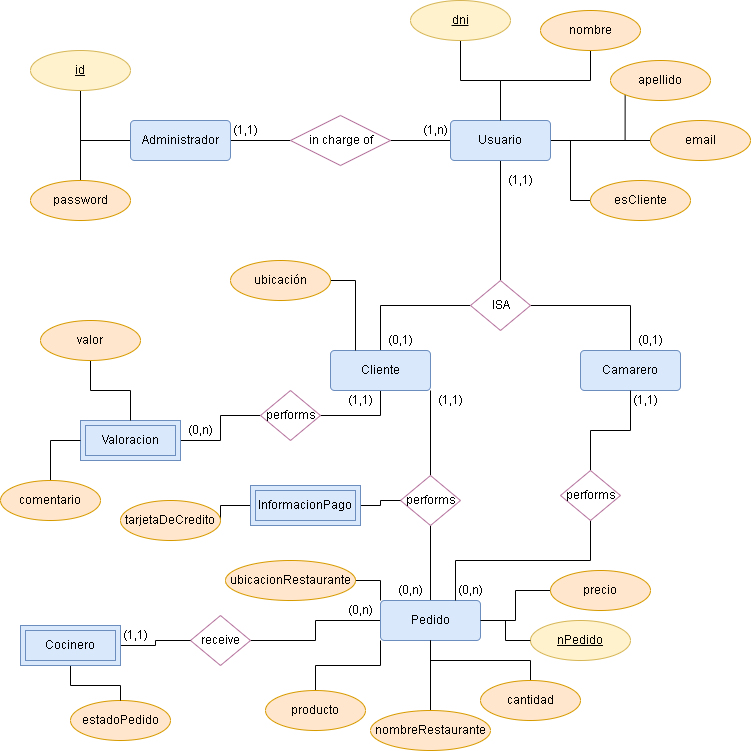 dni
nombre
id
apellido
Administrador
(1,1)
in charge of
(1,n)
Usuario
email
(1,1)
password
esCliente
ubicación
ISA
valor
(0,1)
(0,1)
Cliente
Camarero
(1,1)
(1,1)
(1,1)
performs
(0,n)
Valoracion
comentario
performs
performs
InformacionPago
tarjetaDeCredito
ubicacionRestaurante
(0,n)
(0,n)
precio
(0,n)
Pedido
nPedido
Cocinero
(1,1)
receive
producto
cantidad
estadoPedido
nombreRestaurante